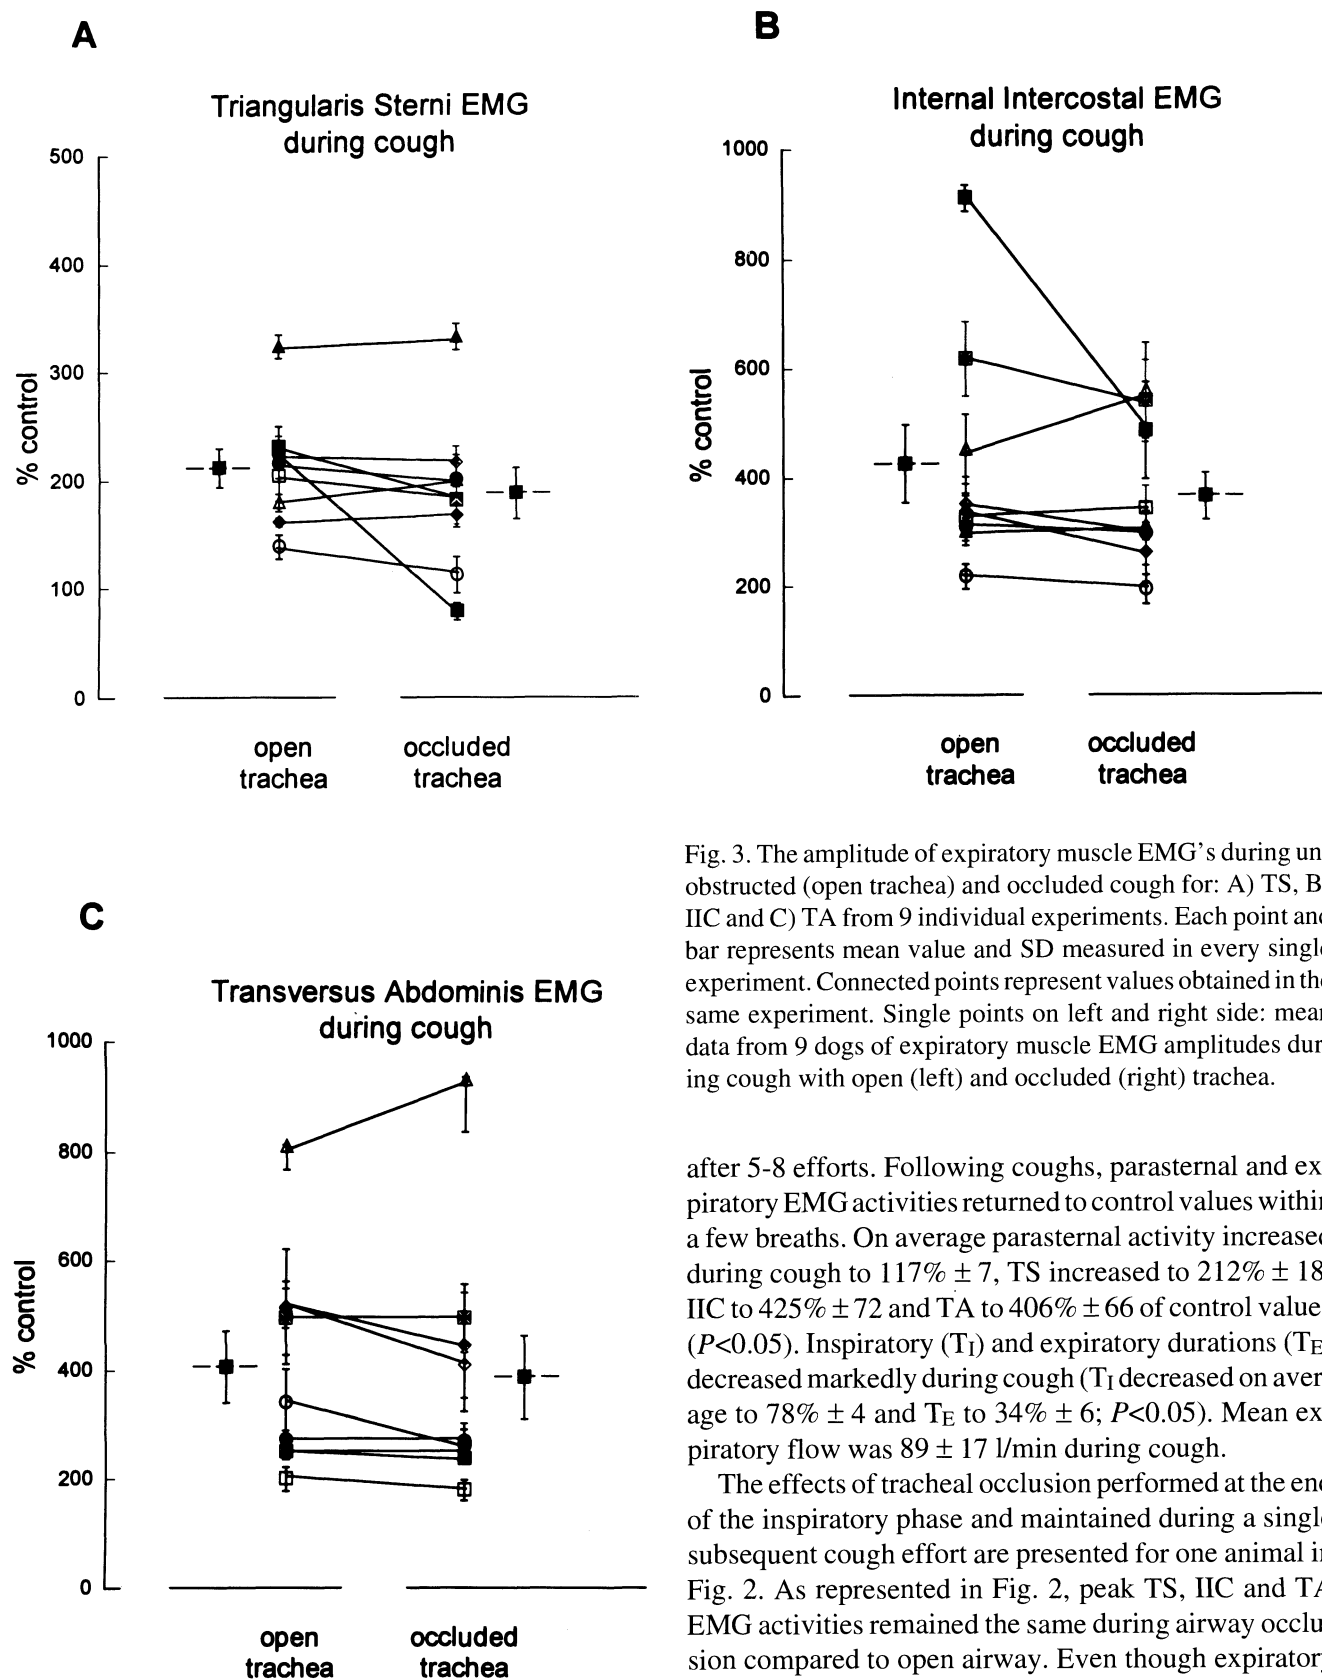 A
Triangularis Sterni EMG
during cough
500
400
300
200
100
0
% control
open
trachea
occluded
trachea
B
Internal Intercostal EMG
during cough
1000
800
600
400
200
0
% control
open
trachea
occluded
trachea
C
Transversus Abdominis EMG
during cough
1000
800
600
400
200
0
% control
open
trachea
occluded
trachea
Fig. 3. The amplitude of expiratory muscle EMG's during un
obstructed (open trachea) and occluded cough for: A) TS, B
IIC and C) TA from 9 individual experiments. Each point and
bar represents mean value and SD measured in every singl
experiment. Connected points represent values obtained in the
same experiment. Single points on left and right side: mean
data from 9 dogs of expiratory muscle EMG amplitudes dur
ing cough with open (left) and occluded (right) trachea.
after 5-8 efforts. Following coughs, parasternal and ex
piratory EMG activities returned to control values within
a few breaths. On average parasternal activity increased
during cough to 117% ± 7, TS increased to 212% ± 18
IIC to 425% ± 72 and TA to 406% ± 66 of control value
(P<0.05). Inspiratory (TI) and expiratory durations (TE
decreased markedly during cough (TI decreased on aver
age to 78% ± 4 and TE to 34% ± 6; P<0.05). Mean ex
piratory flow was 89 ± 17 l/min during cough.
The effects of tracheal occlusion performed at the end
of the inspiratory phase and maintained during a singl
subsequent cough effort are presented for one animal in
Fig. 2. As represented in Fig. 2, peak TS, IIC and TA
EMG activities remained the same during airway occlu
sion compared to open airway. Even though expiratory